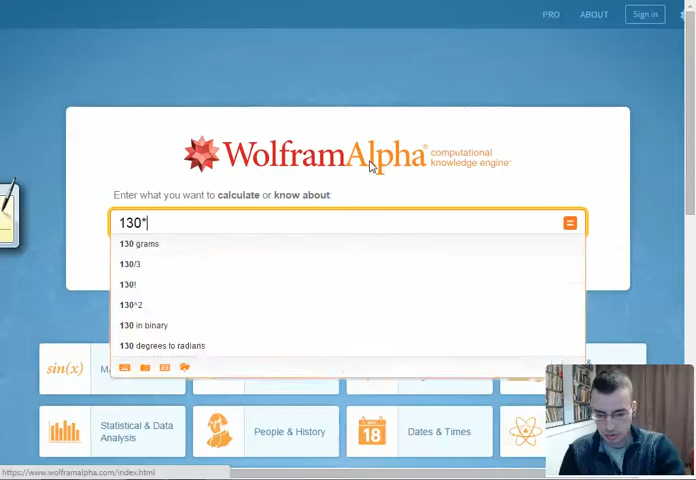 PRO ABOUT Sign in
WolframAlpha® computational knowledge engine™
Enter what you want to calculate or know about:
130*
130 grams
130/3
130!
130^2
130 in binary
130 degrees to radians
sin(x)
Statistical & Data Analysis
People & History
MAY
18
Dates & Times
https://www.wolframalpha.com/index.html